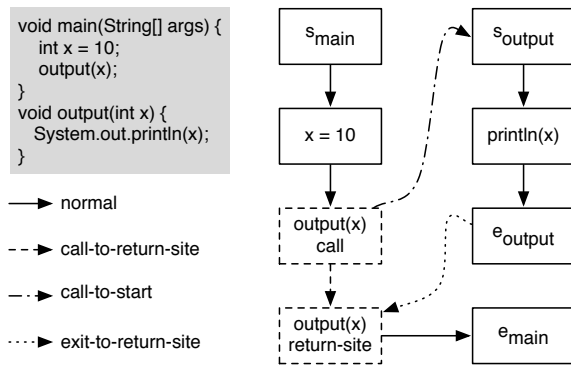 void main(String[] args) {
int x = 10;
output(x);
}
void output(int x) {
System.out.println(x);
}
normal
call-to-return-site
call-to-start
exit-to-return-site
smain
soutput
x = 10
println(x)
output(x)
call
eoutput
output(x)
return-site
emain